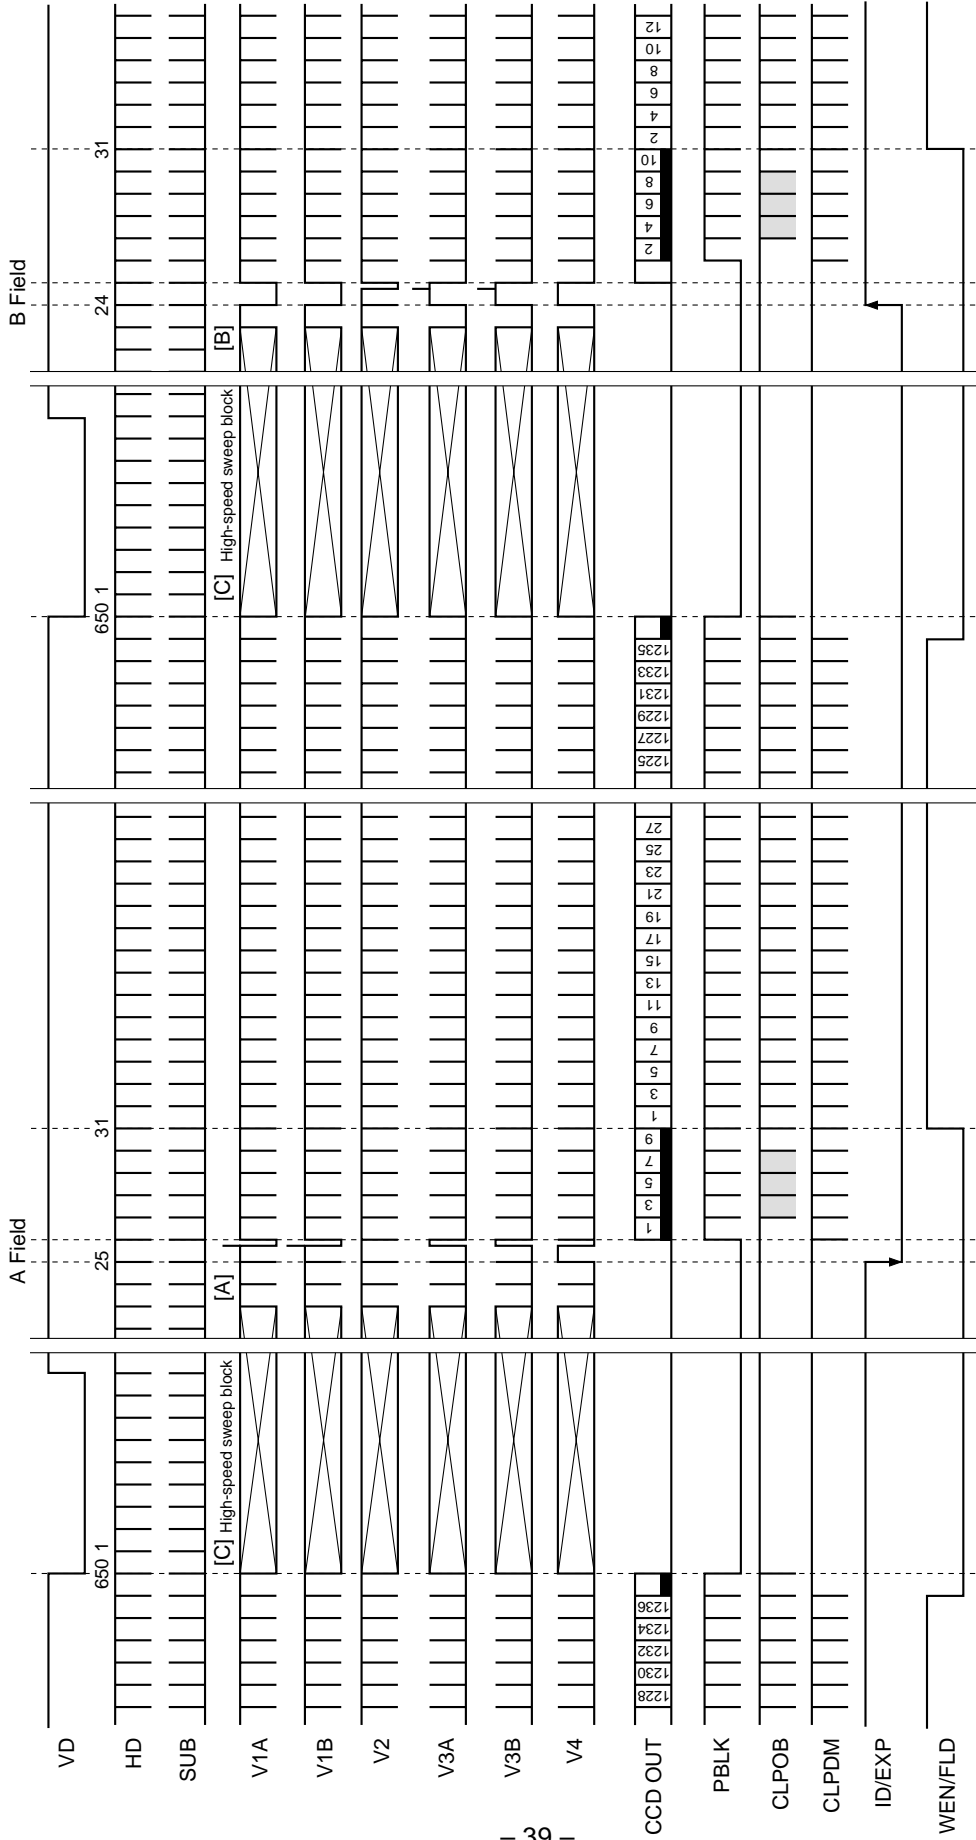 A Field B Field
VD
650 1 25 31 650 1 24 31
HD
SUB
[C] High-speed sweep block [A] [C] High-speed sweep block [B]
V1A
V1B
V2
V3A
V3B
V4
CCD OUT 1228 1230 1232 1234 1236 1 3 5 7 9 1 3 5 7 9 11 13 15 17 19 21 23 25 27 1225 1227 1229 1231 1233 1235 2 4 6 8 10 2 4 6 8 10 12
PBLK
CLPOB
CLPDM
ID/EXP
WEN/FLD
– 39 –